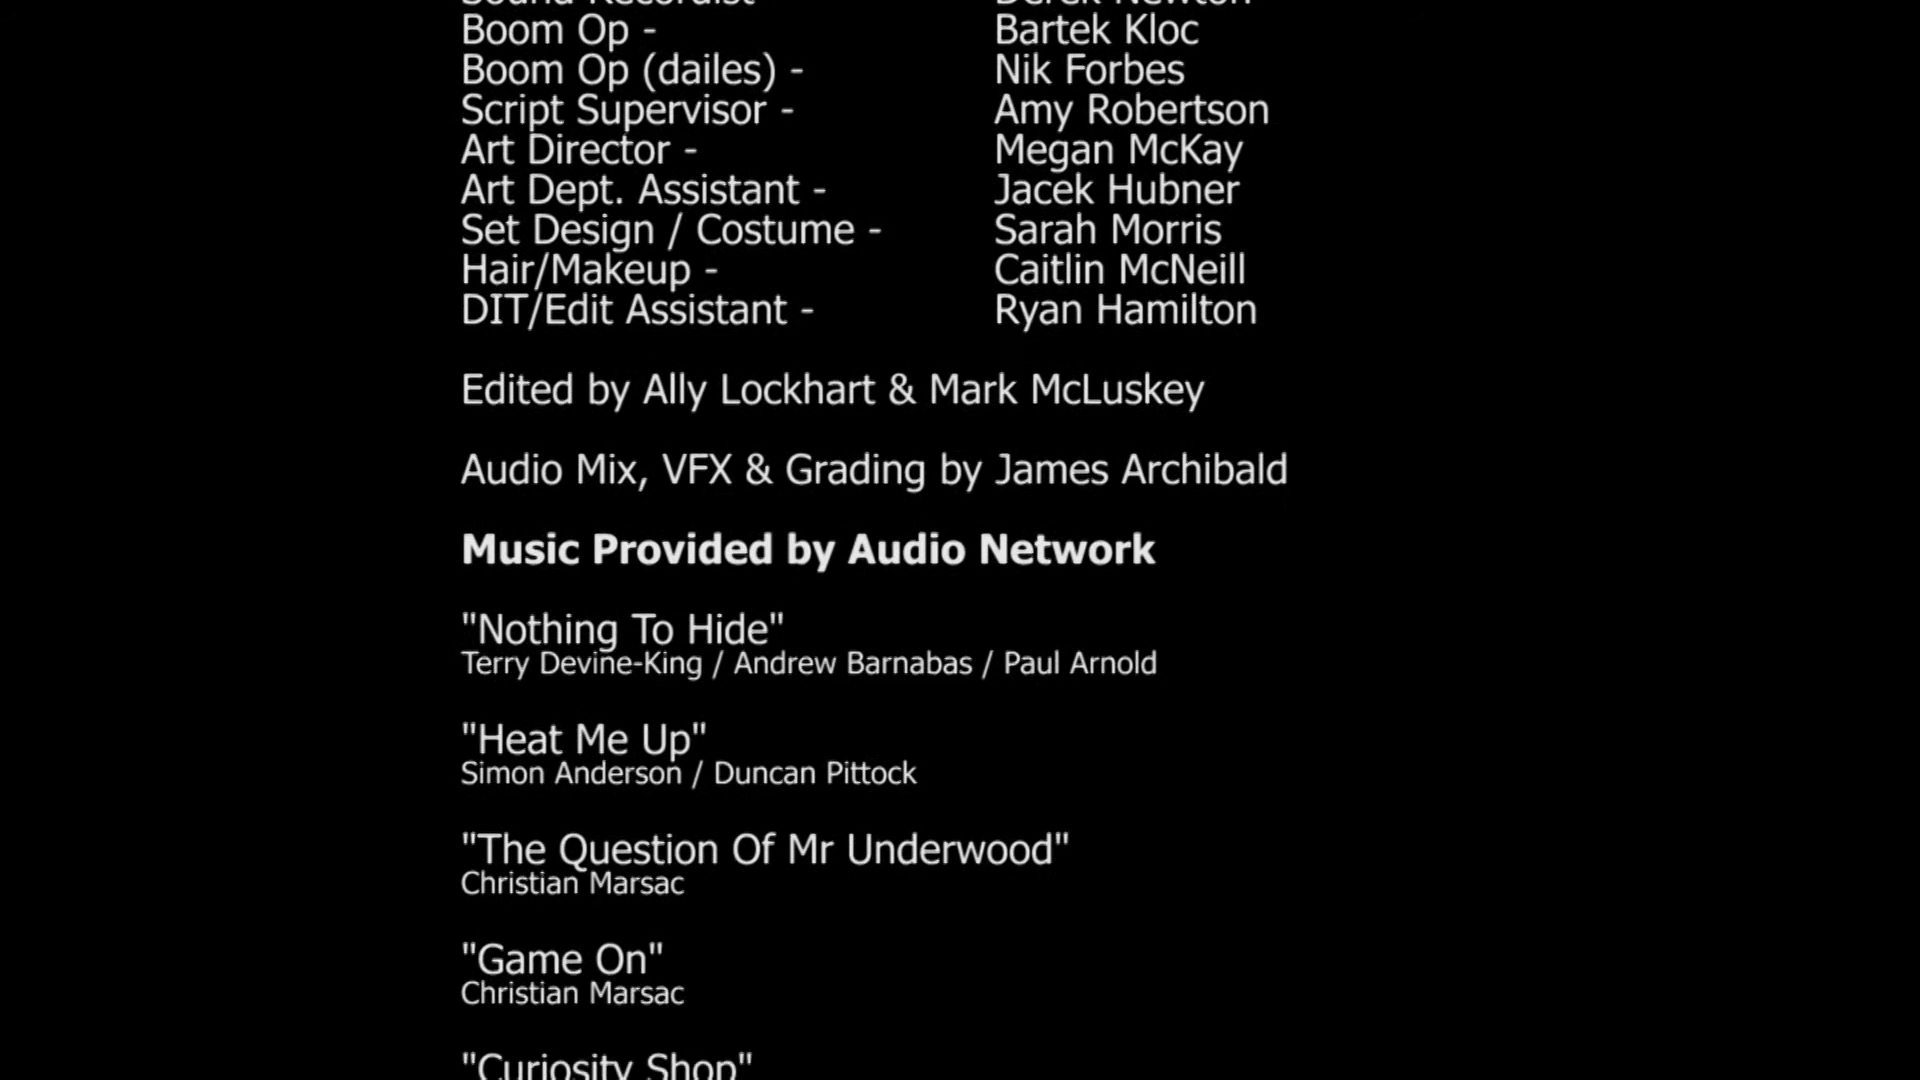 Sound Recordist Derek Newton
Boom Op - Bartek Kloc
Boom Op (dailes) - Nik Forbes
Script Supervisor - Amy Robertson
Art Director - Megan McKay
Art Dept. Assistant - Jacek Hubner
Set Design / Costume - Sarah Morris
Hair/Makeup - Caitlin McNeill
DIT/Edit Assistant - Ryan Hamilton
Edited by Ally Lockhart & Mark McLuskey
Audio Mix, VFX & Grading by James Archibald
Music Provided by Audio Network
"Nothing To Hide"
Terry Devine-King / Andrew Barnabas / Paul Arnold
"Heat Me Up"
Simon Anderson / Duncan Pittock
"The Question Of Mr Underwood"
Christian Marsac
"Game On"
Christian Marsac
"Curiosity Shop"